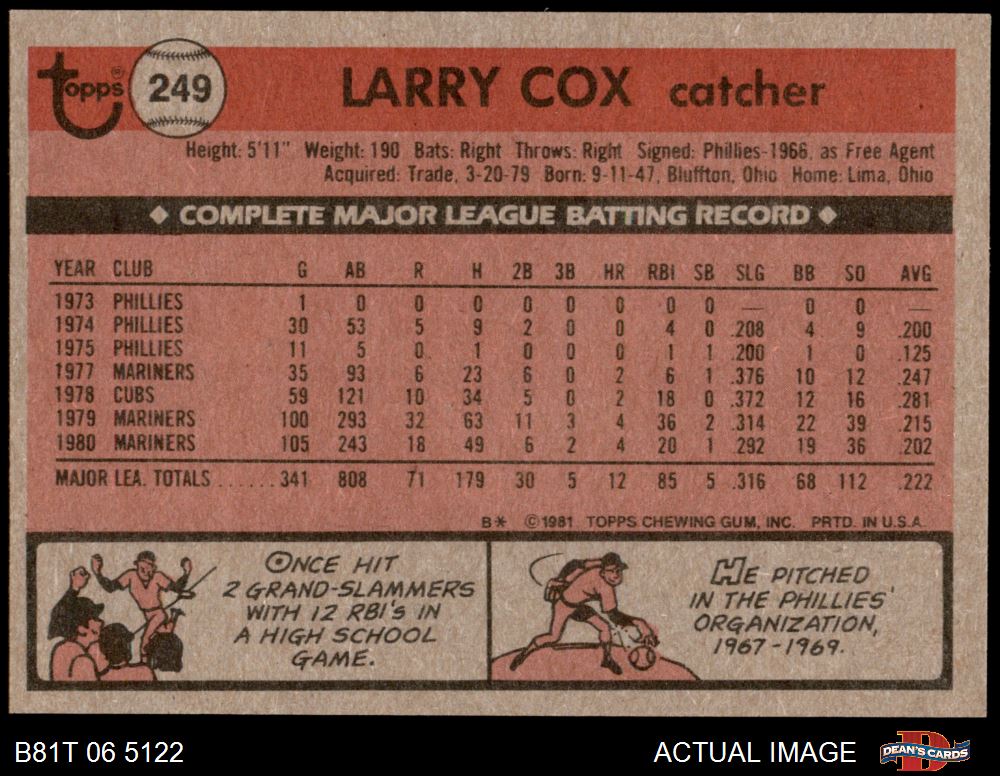 Topps®
249
LARRY COX catcher
Height: 5'11" Weight: 190 Bats: Right Throws: Right Signed: Phillies-1966, as Free Agent
Acquired: Trade, 3-20-79 Born: 9-11-47, Bluffton, Ohio Home: Lima, Ohio
◆ COMPLETE MAJOR LEAGUE BATTING RECORD ◆
YEAR CLUB G AB R H 2B 3B HR RBI SB SLG BB SO AVG
1973 PHILLIES 1 0 0 0 0 0 0 0 0 — 0 0 —
1974 PHILLIES 30 53 5 9 2 0 0 4 0 .208 4 9 .200
1975 PHILLIES 11 5 0 1 0 0 0 1 1 .200 1 0 .125
1977 MARINERS 35 93 6 23 6 0 2 6 1 .376 10 12 .247
1978 CUBS 59 121 10 34 5 0 2 18 0 .372 12 16 .281
1979 MARINERS 100 293 32 63 11 3 4 36 2 .314 22 39 .215
1980 MARINERS 105 243 18 49 6 2 4 20 1 .292 19 36 .202
MAJOR LEA. TOTALS ......341 808 71 179 30 5 12 85 5 .316 68 112 .222
B* ©1981 TOPPS CHEWING GUM, INC. PRTD. IN U.S.A.
ONCE HIT
2 GRAND-SLAMMERS
WITH 12 RBI'S IN
A HIGH SCHOOL
GAME.
HE PITCHED
IN THE PHILLIES'
ORGANIZATION,
1967-1969.
B81T 06 5122
ACTUAL IMAGE
DEAN'S CARDS